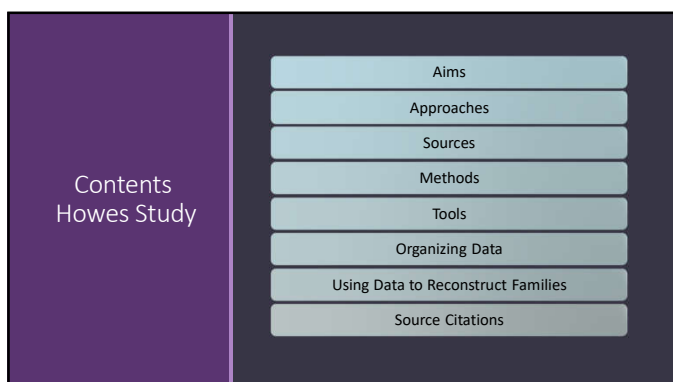 Contents
Howes Study
Aims
Approaches
Sources
Methods
Tools
Organizing Data
Using Data to Reconstruct Families
Source Citations